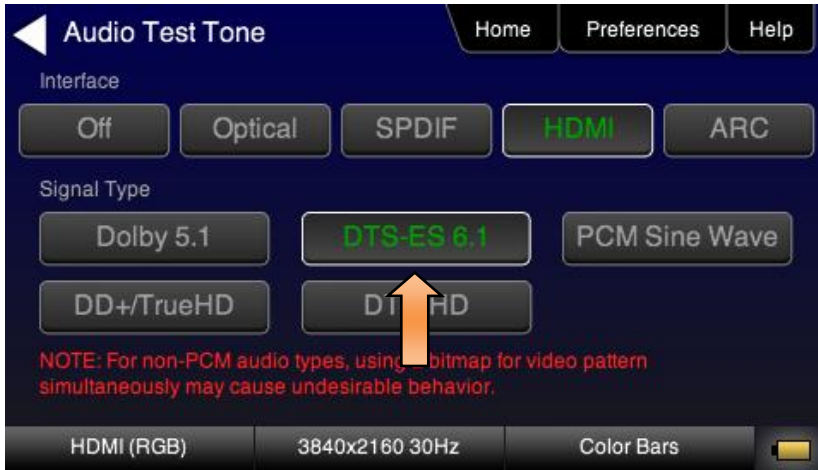 Audio Test Tone
Home
Preferences
Help
Interface
Off
Optical
SPDIF
HDMI
ARC
Signal Type
Dolby 5.1
DTS-ES 6.1
PCM Sine Wave
DD+/TrueHD
HD
NOTE: For non-PCM audio types, using bitmap for video pattern
simultaneously may cause undesirable behavior.
HDMI (RGB)
3840x2160 30Hz
Color Bars